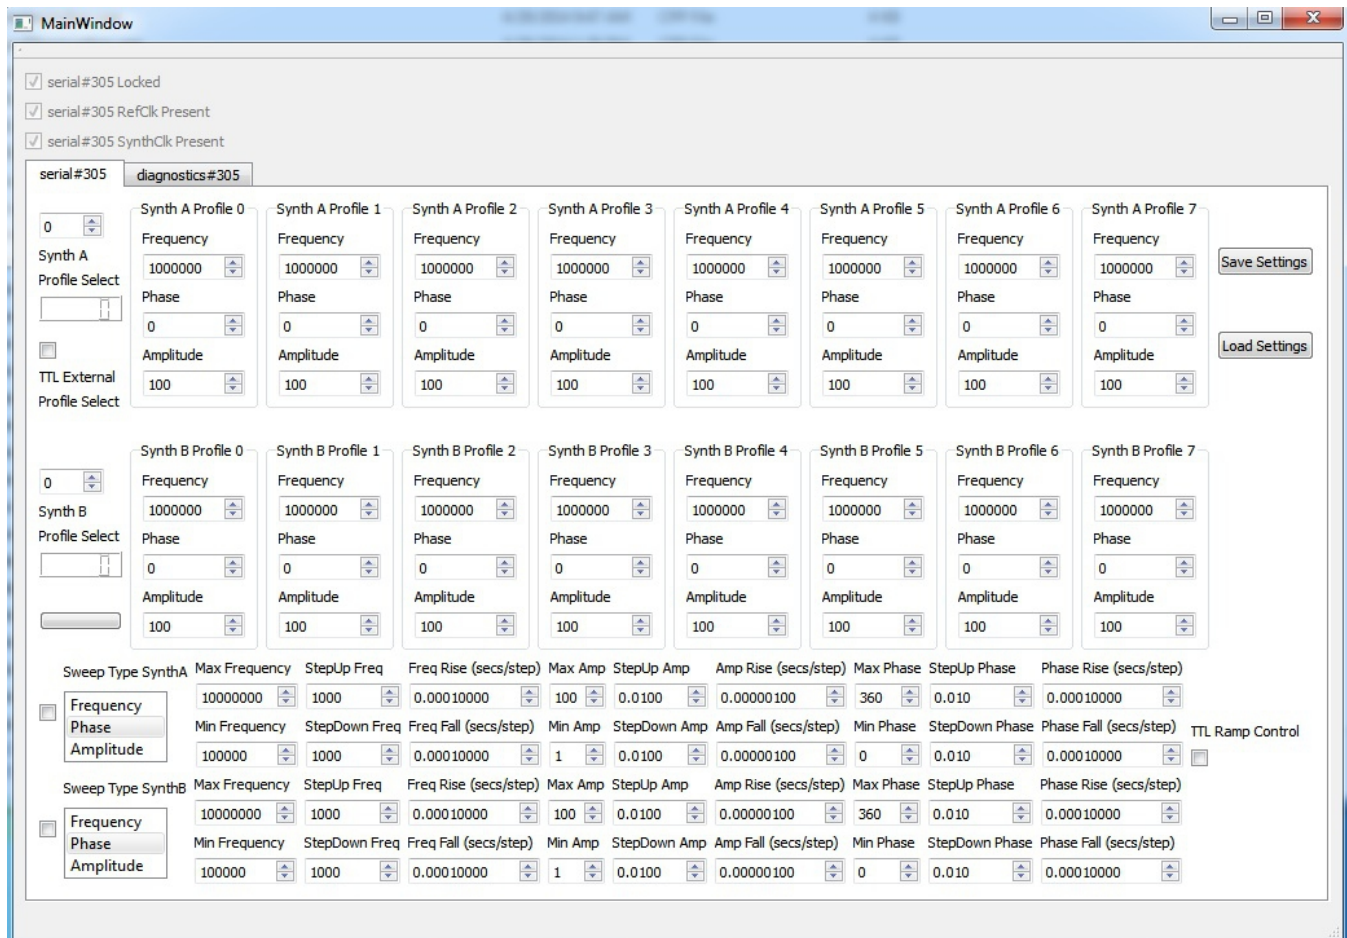 MainWindow
serial#305 Locked
serial#305 RefClk Present
serial#305 SynthClk Present
serial#305 diagnostics#305
Synth A Profile 0 Synth A Profile 1 Synth A Profile 2 Synth A Profile 3 Synth A Profile 4 Synth A Profile 5 Synth A Profile 6 Synth A Profile 7
0
Frequency Frequency Frequency Frequency Frequency Frequency Frequency Frequency
Synth A
Profile Select
1000000 1000000 1000000 1000000 1000000 1000000 1000000 1000000 Save Settings
Phase Phase Phase Phase Phase Phase Phase Phase
0 0 0 0 0 0 0 0
Amplitude Amplitude Amplitude Amplitude Amplitude Amplitude Amplitude Amplitude Load Settings
TTL External
Profile Select
100 100 100 100 100 100 100 100
Synth B Profile 0 Synth B Profile 1 Synth B Profile 2 Synth B Profile 3 Synth B Profile 4 Synth B Profile 5 Synth B Profile 6 Synth B Profile 7
0
Frequency Frequency Frequency Frequency Frequency Frequency Frequency Frequency
Synth B
Profile Select
1000000 1000000 1000000 1000000 1000000 1000000 1000000 1000000
Phase Phase Phase Phase Phase Phase Phase Phase
0 0 0 0 0 0 0 0
Amplitude Amplitude Amplitude Amplitude Amplitude Amplitude Amplitude Amplitude
100 100 100 100 100 100 100 100
Sweep Type SynthA Max Frequency StepUp Freq Freq Rise (secs/step) Max Amp StepUp Amp Amp Rise (secs/step) Max Phase StepUp Phase Phase Rise (secs/step)
Frequency 10000000 1000 0.00010000 100 0.0100 0.00000100 360 0.010 0.00010000
Phase Min Frequency StepDown Freq Freq Fall (secs/step) Min Amp StepDown Amp Amp Fall (secs/step) Min Phase StepDown Phase Phase Fall (secs/step) TTL Ramp Control
Amplitude 100000 1000 0.00010000 1 0.0100 0.00000100 0 0.010 0.00010000
Sweep Type SynthB Max Frequency StepUp Freq Freq Rise (secs/step) Max Amp StepUp Amp Amp Rise (secs/step) Max Phase StepUp Phase Phase Rise (secs/step)
Frequency 10000000 1000 0.00010000 100 0.0100 0.00000100 360 0.010 0.00010000
Phase Min Frequency StepDown Freq Freq Fall (secs/step) Min Amp StepDown Amp Amp Fall (secs/step) Min Phase StepDown Phase Phase Fall (secs/step)
Amplitude 100000 1000 0.00010000 1 0.0100 0.00000100 0 0.010 0.00010000